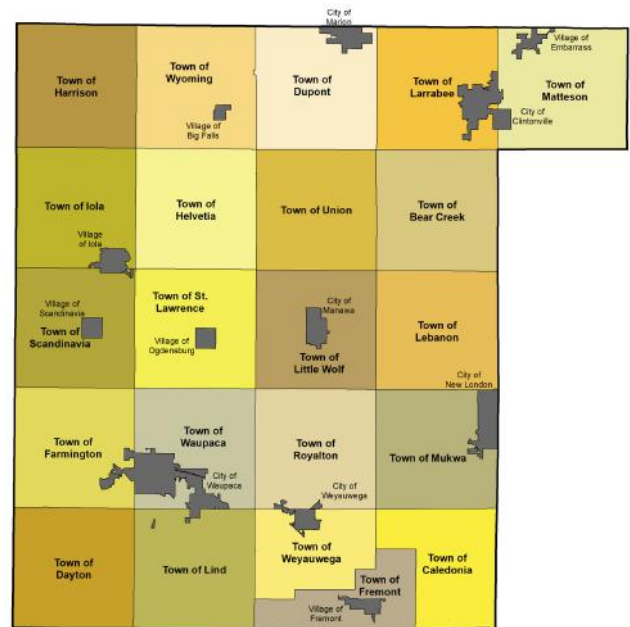 City of
Marion
Village of
Embarrass
Town of
Harrison
Town of
Wyoming
Town of
Dupont
Town of
Larrabee
Town of
Matteson
Village of
Big Falls
City of
Clintonville
Town of Iola
Town of
Helvetia
Town of Union
Town of
Bear Creek
Village
of Iola
Village of
Scandinavia
Town of
Scandinavia
Town of St.
Lawrence
Village of
Ogdensburg
City of
Manawa
Town of
Little Wolf
Town of
Lebanon
City of
New London
Town of
Farmington
Town of
Waupaca
City of
Waupaca
Town of
Royalton
Town of Mukwa
City of
Weyauwega
Town of
Dayton
Town of Lind
Town of
Weyauwega
Town of
Fremont
Village of
Fremont
Town of
Caledonia